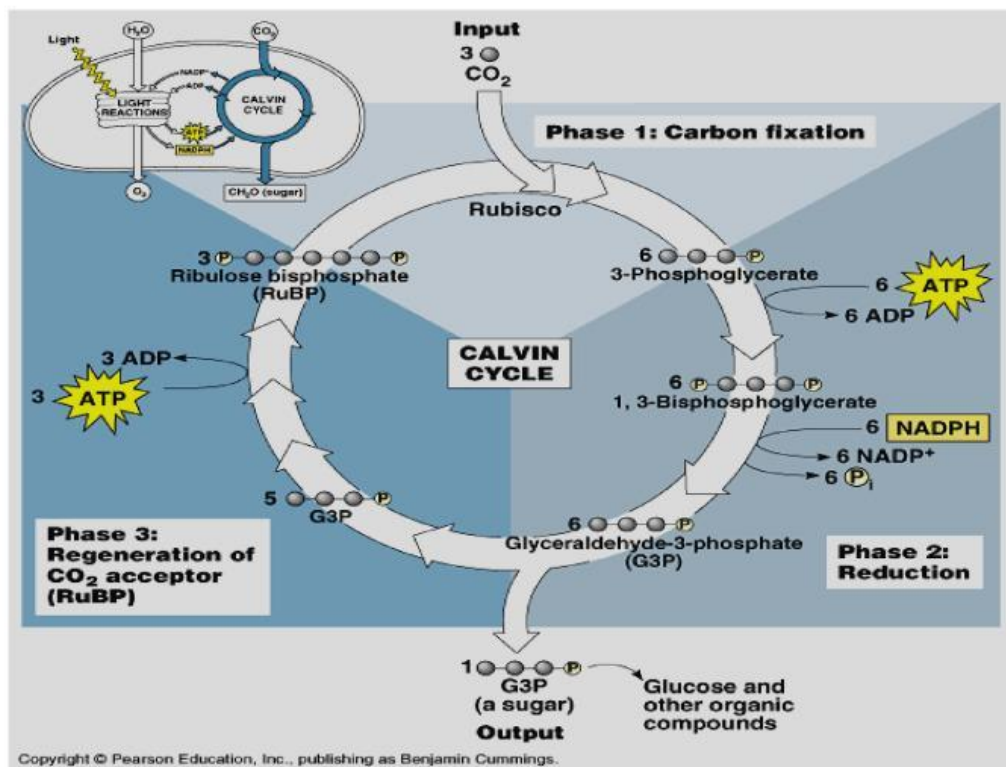 Light
H₂O
CO₂
NADP⁺
ADP
LIGHT
REACTIONS
CALVIN
CYCLE
ATP
NADPH
O₂
CH₂O (sugar)
Input
3
CO₂
Phase 1: Carbon fixation
Rubisco
3 P P
Ribulose bisphosphate
(RuBP)
6 P
3-Phosphoglycerate
6 ATP
6 ADP
CALVIN
CYCLE
3 ADP
3 ATP
6 P P
1, 3-Bisphosphoglycerate
6 NADPH
6 NADP⁺
6 Pi
5 P
G3P
6 P
Glyceraldehyde-3-phosphate
(G3P)
Phase 3:
Regeneration of
CO₂ acceptor
(RuBP)
Phase 2:
Reduction
1 P
G3P
(a sugar)
Output
Glucose and
other organic
compounds
Copyright © Pearson Education, Inc., publishing as Benjamin Cummings.